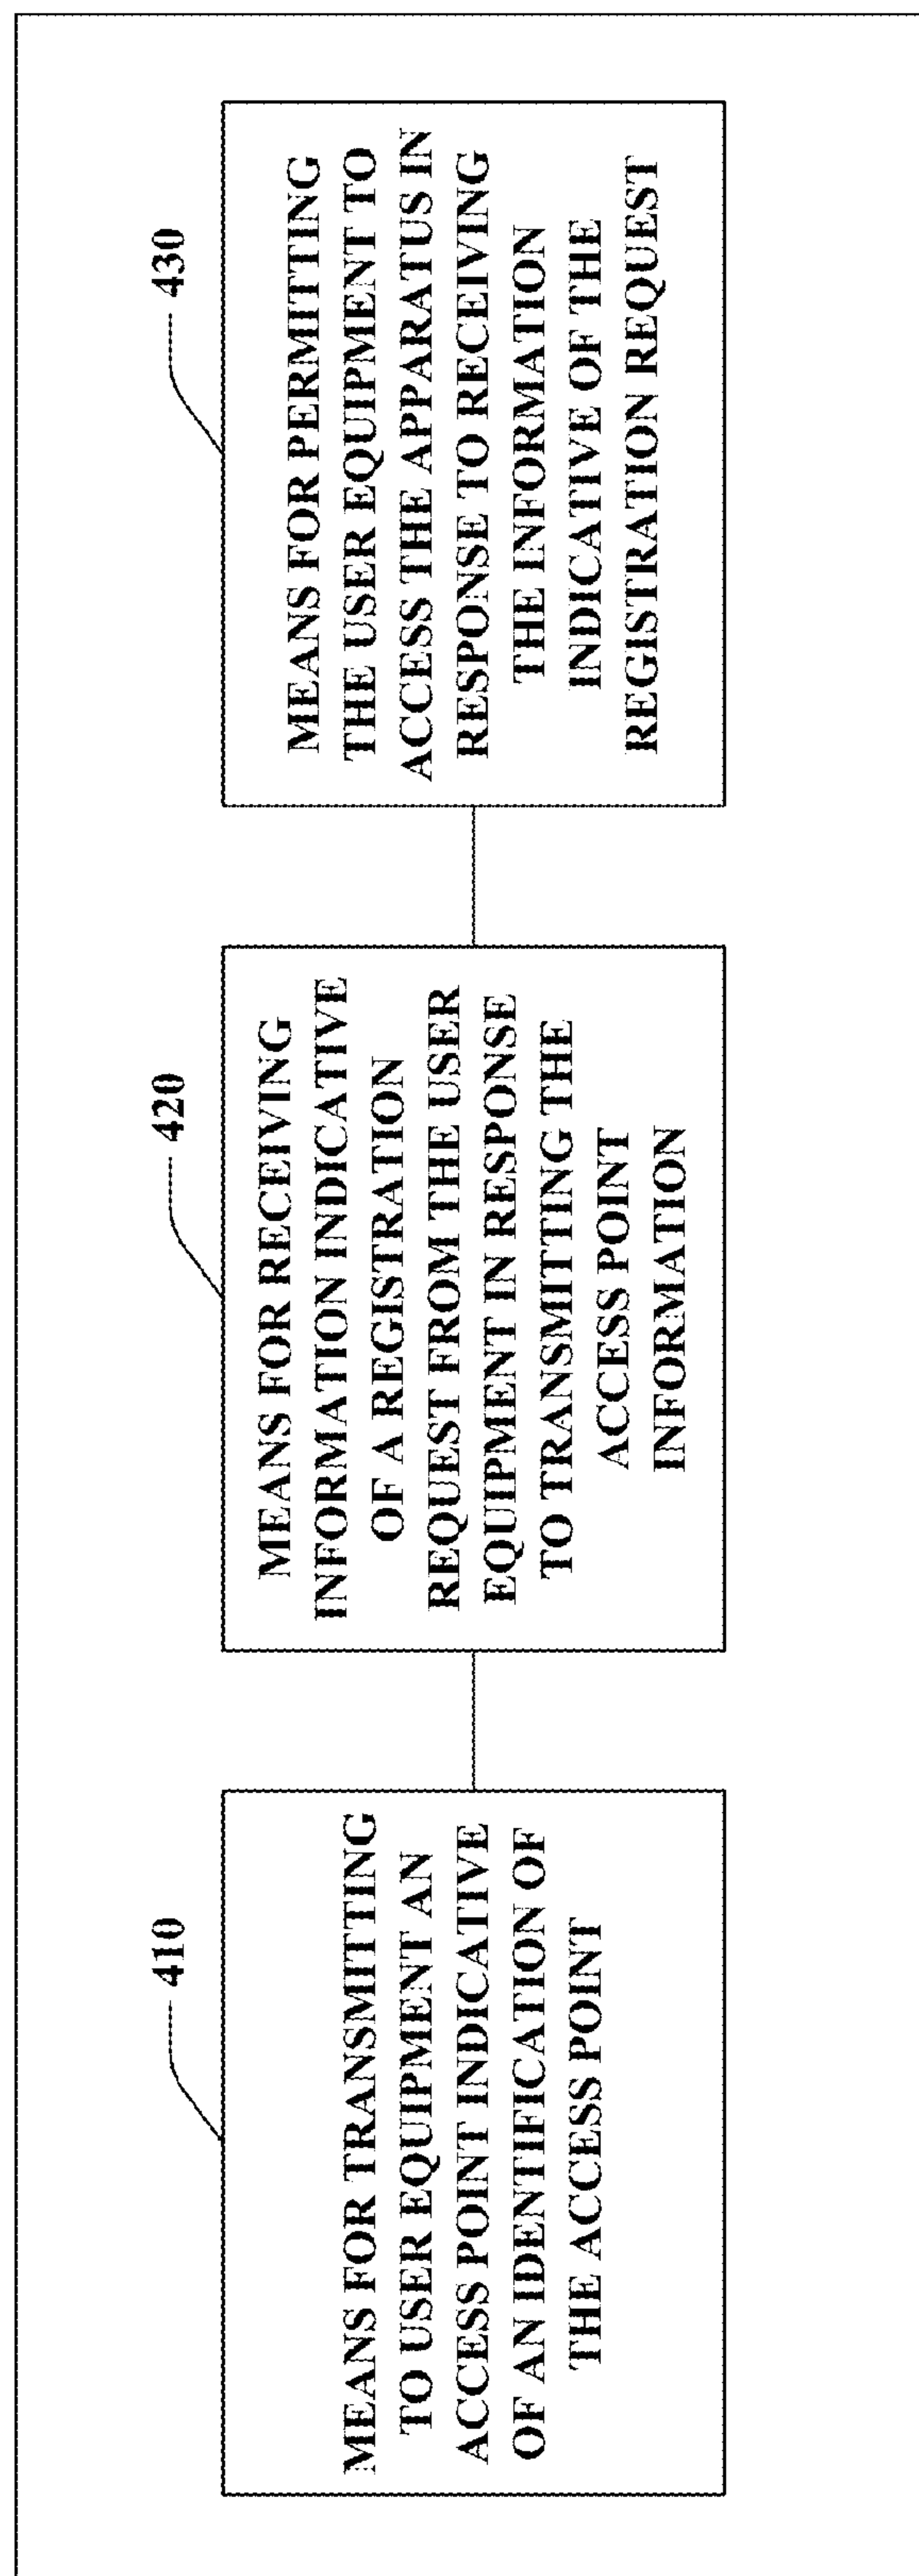 410
MEANS FOR TRANSMITTING
TO USER EQUIPMENT AN
ACCESS POINT INDICATIVE
OF AN IDENTIFICATION OF
THE ACCESS POINT
420
MEANS FOR RECEIVING
INFORMATION INDICATIVE
OF A REGISTRATION
REQUEST FROM THE USER
EQUIPMENT IN RESPONSE
TO TRANSMITTING THE
ACCESS POINT
INFORMATION
430
MEANS FOR PERMITTING
THE USER EQUIPMENT TO
ACCESS THE APPARATUS IN
RESPONSE TO RECEIVING
THE INFORMATION
INDICATIVE OF THE
REGISTRATION REQUEST